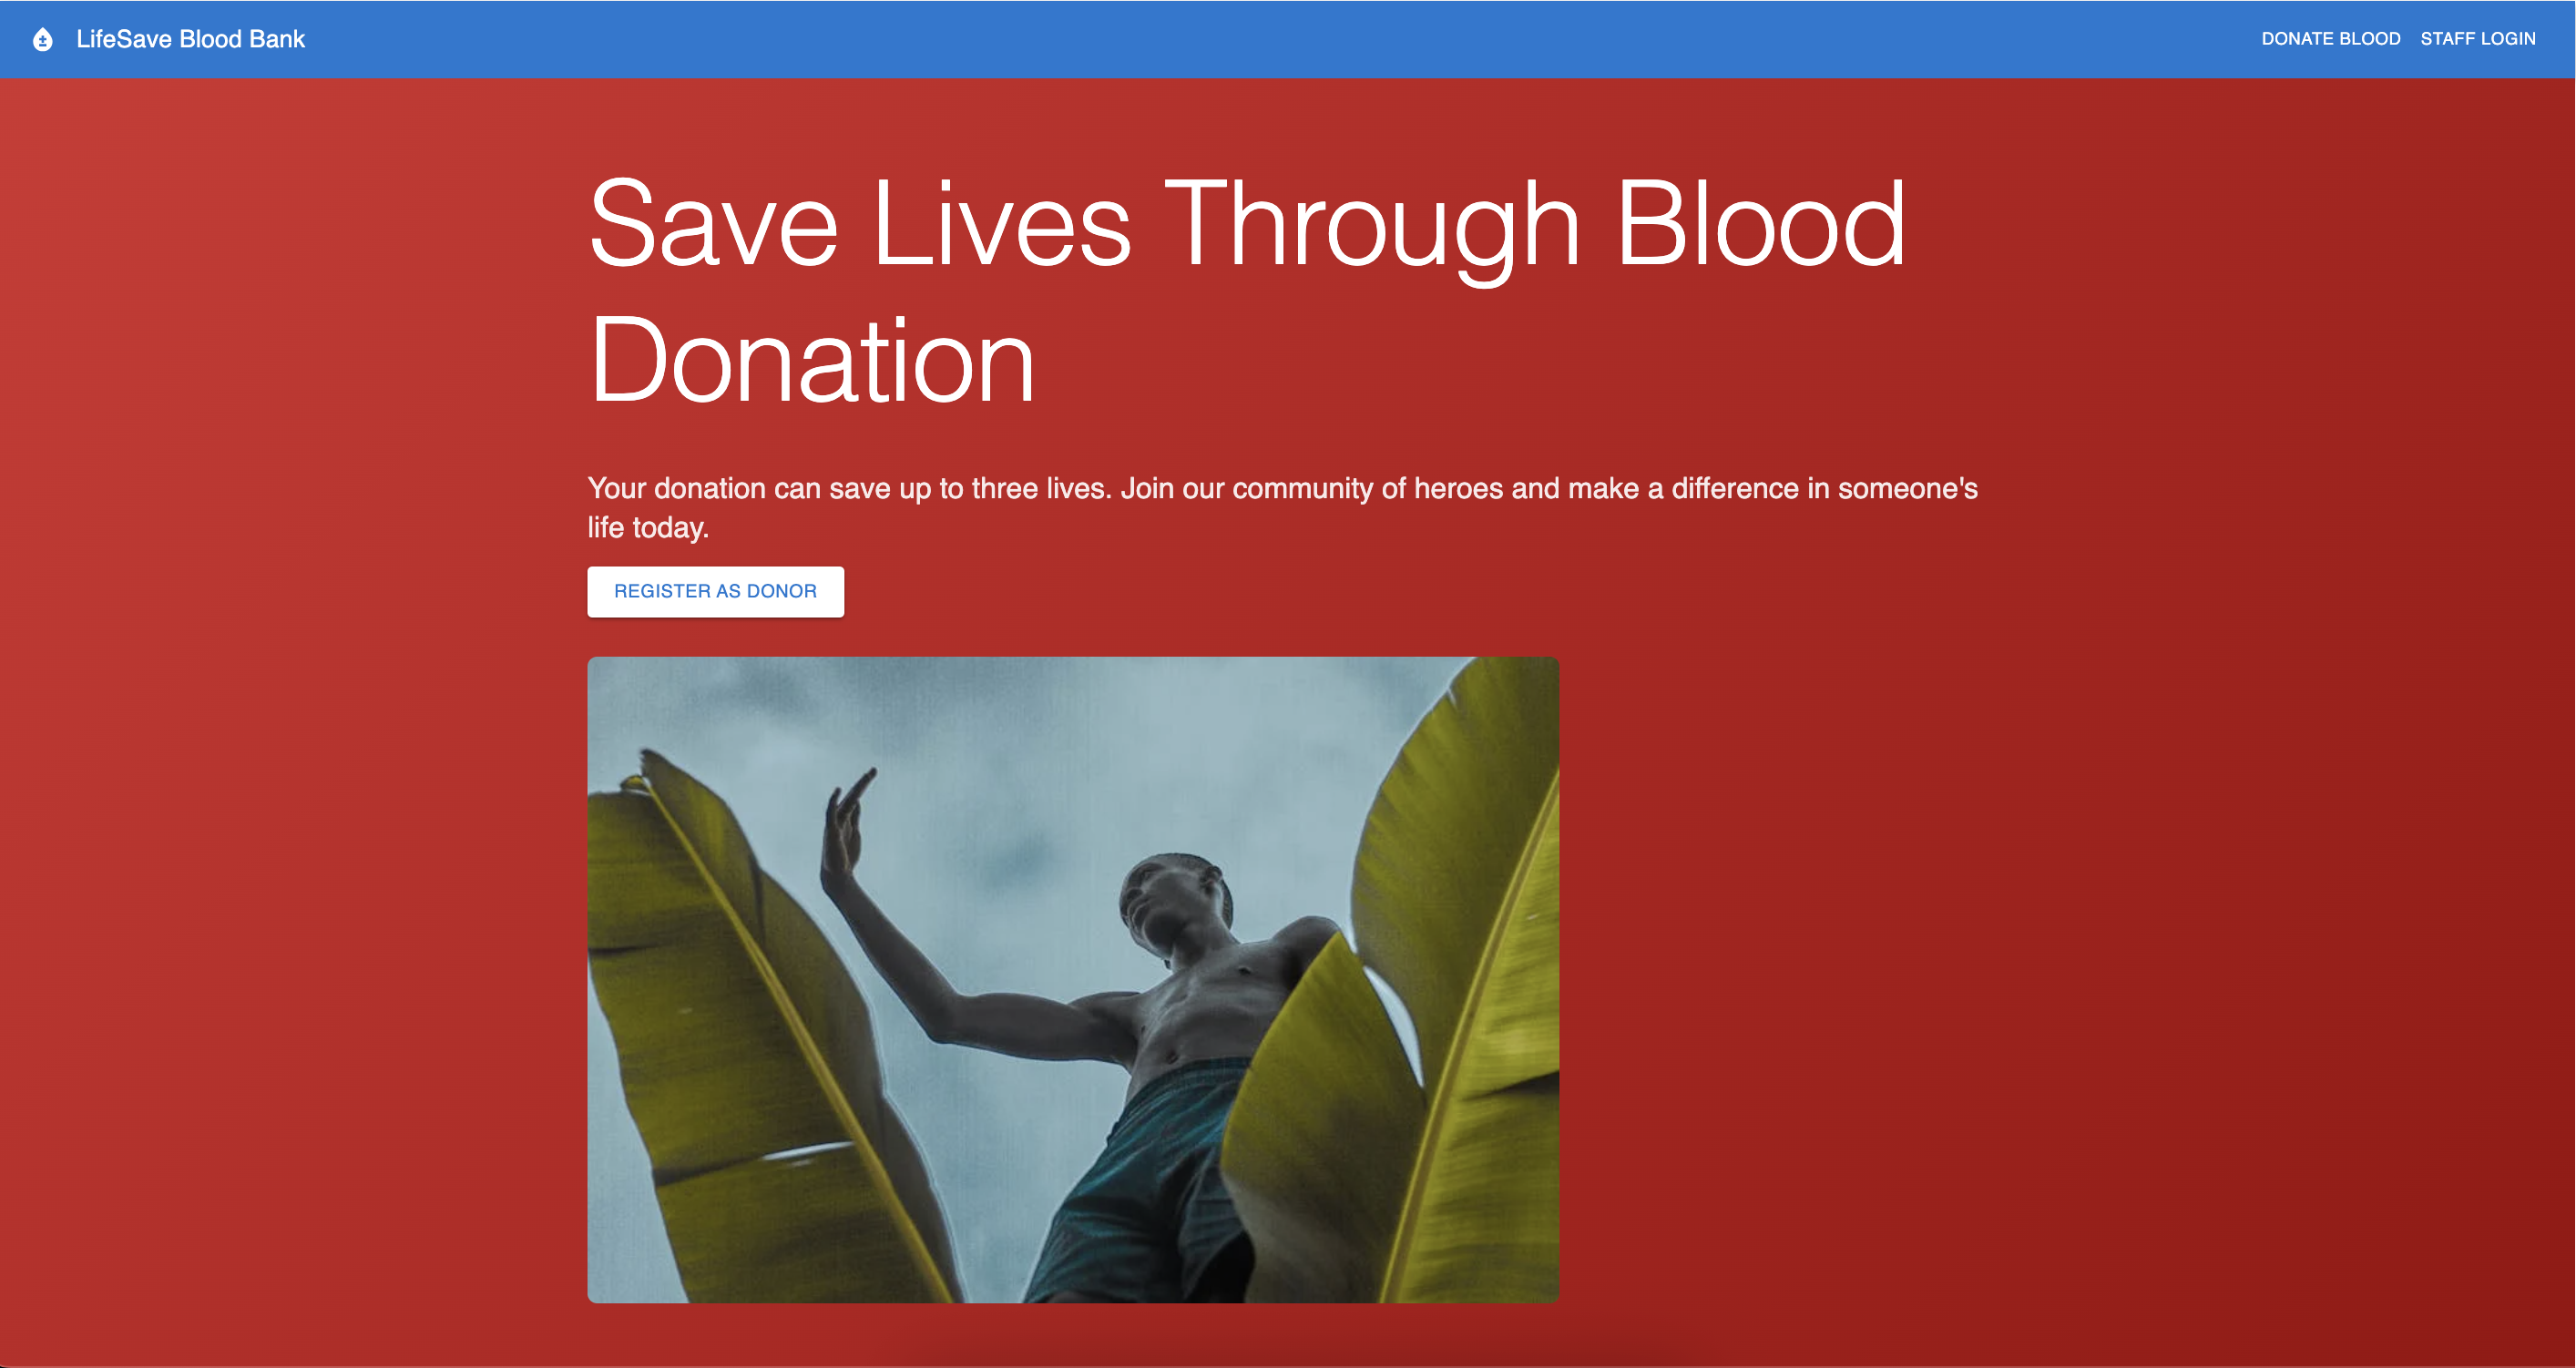 LifeSave Blood Bank
DONATE BLOOD
STAFF LOGIN
Save Lives Through Blood
Donation
Your donation can save up to three lives. Join our community of heroes and make a difference in someone's
life today.
REGISTER AS DONOR